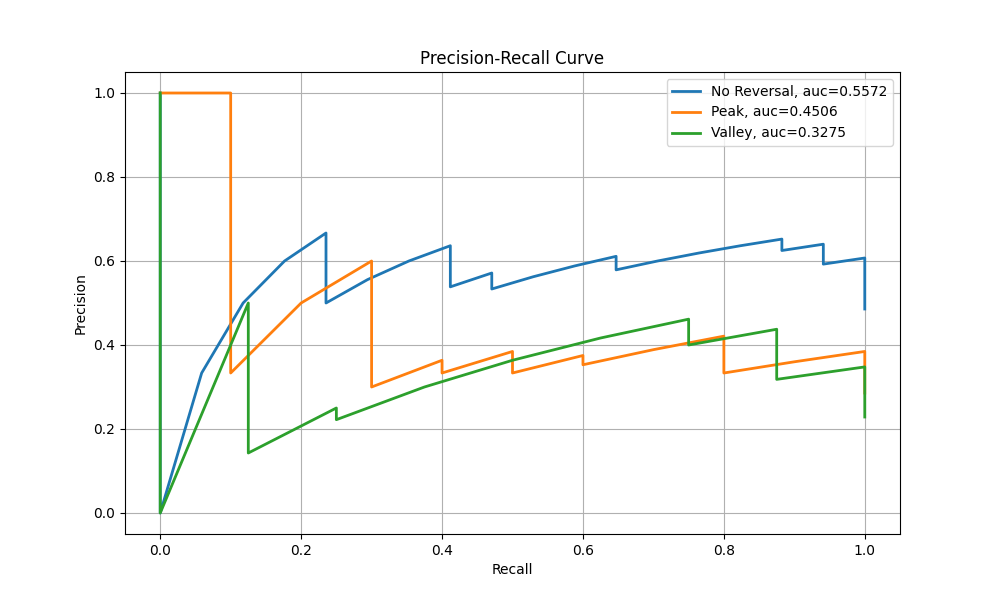 Precision-Recall Curve
No Reversal, auc=0.5572
Peak, auc=0.4506
Valley, auc=0.3275
Precision
1.0
0.8
0.6
0.4
0.2
0.0
0.0 0.2 0.4 0.6 0.8 1.0
Recall